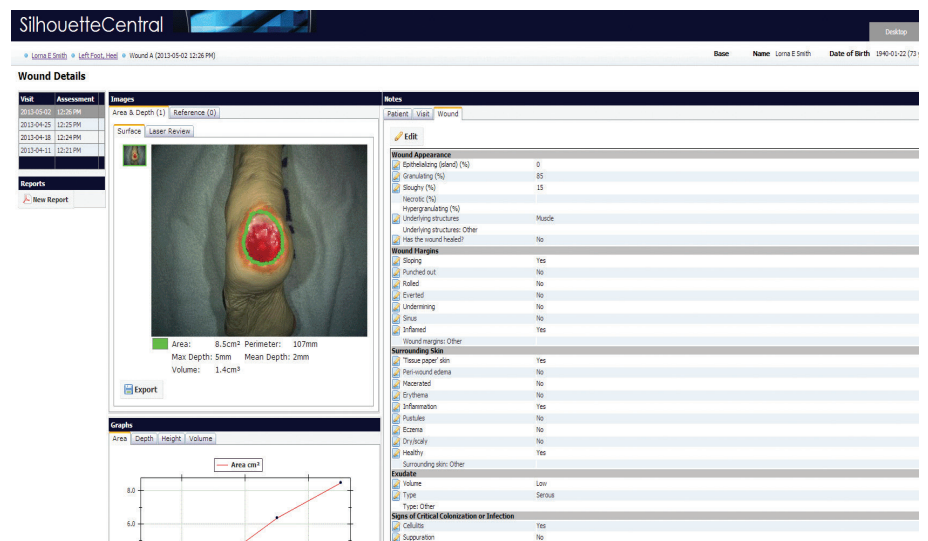 SilhouetteCentral
Desktop
Lorna E Smith Left Foot, Heel Wound A (2013-05-02 12:26 PM)
Base Name Lorna E Smith Date of Birth 1940-01-22 (73
Wound Details
Visit Assessment
2013-05-02 12:26 PM
2013-04-25 12:25 PM
2013-04-18 12:24 PM
2013-04-11 12:21 PM
Reports
New Report
Images
Area & Depth (1) Reference (0)
Surface Laser Review
Area: 8.5cm² Perimeter: 107mm
Max Depth: 5mm Mean Depth: 2mm
Volume: 1.4cm³
Export
Graphs
Area Depth Height Volume
Area cm²
8.0
6.0
Notes
Patient Visit Wound
Edit
Wound Appearance
Epithelializing (island) (%) 0
Granulating (%) 85
Sloughy (%) 15
Necrotic (%)
Hypergranulating (%)
Underlying structures Muscle
Underlying structures: Other
Has the wound healed? No
Wound Margins
Sloping Yes
Punched out No
Rolled No
Everted No
Undermining No
Sinus No
Inflamed Yes
Wound margins: Other
Surrounding Skin
'Tissue paper' skin Yes
Peri-wound edema No
Macerated No
Erythema No
Inflammation Yes
Pustules No
Eczema No
Dry/scaly No
Healthy Yes
Surrounding skin: Other
Exudate
Volume Low
Type Serous
Type: Other
Signs of Critical Colonization or Infection
Cellulitis Yes
Suppuration No